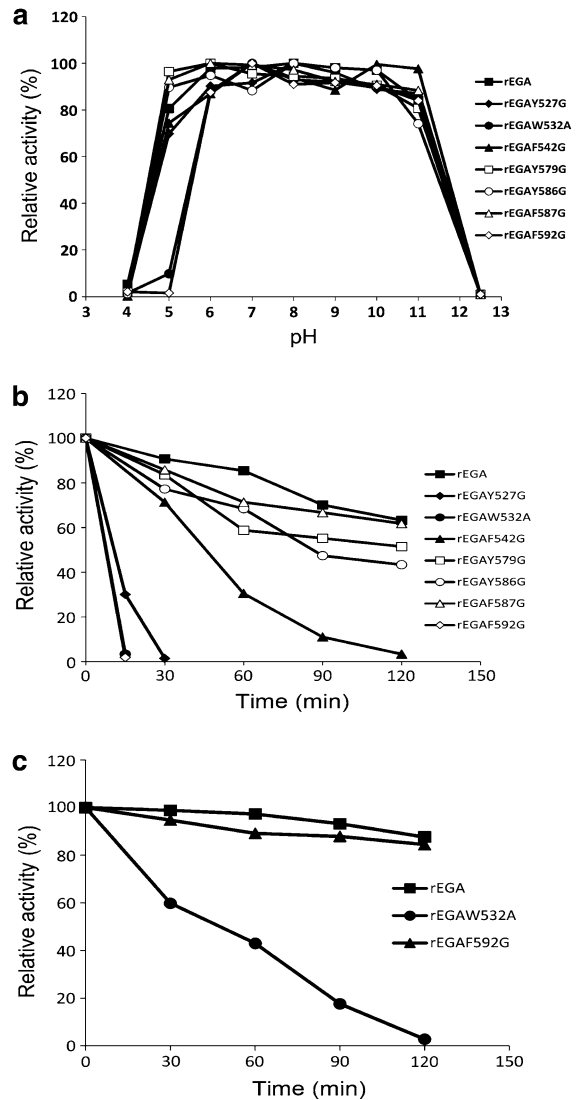 a
120
100
80
60
40
20
0
Relative activity (%)
3 4 5 6 7 8 9 10 11 12 13
pH
rEGA
rEGAY527G
rEGAW532A
rEGAF542G
rEGAY579G
rEGAY586G
rEGAF587G
rEGAF592G
b
120
100
80
60
40
20
0
Relative activity (%)
0 30 60 90 120 150
Time (min)
rEGA
rEGAY527G
rEGAW532A
rEGAF542G
rEGAY579G
rEGAY586G
rEGAF587G
rEGAF592G
c
120
100
80
60
40
20
0
Relative activity (%)
0 30 60 90 120 150
Time (min)
rEGA
rEGAW532A
rEGAF592G